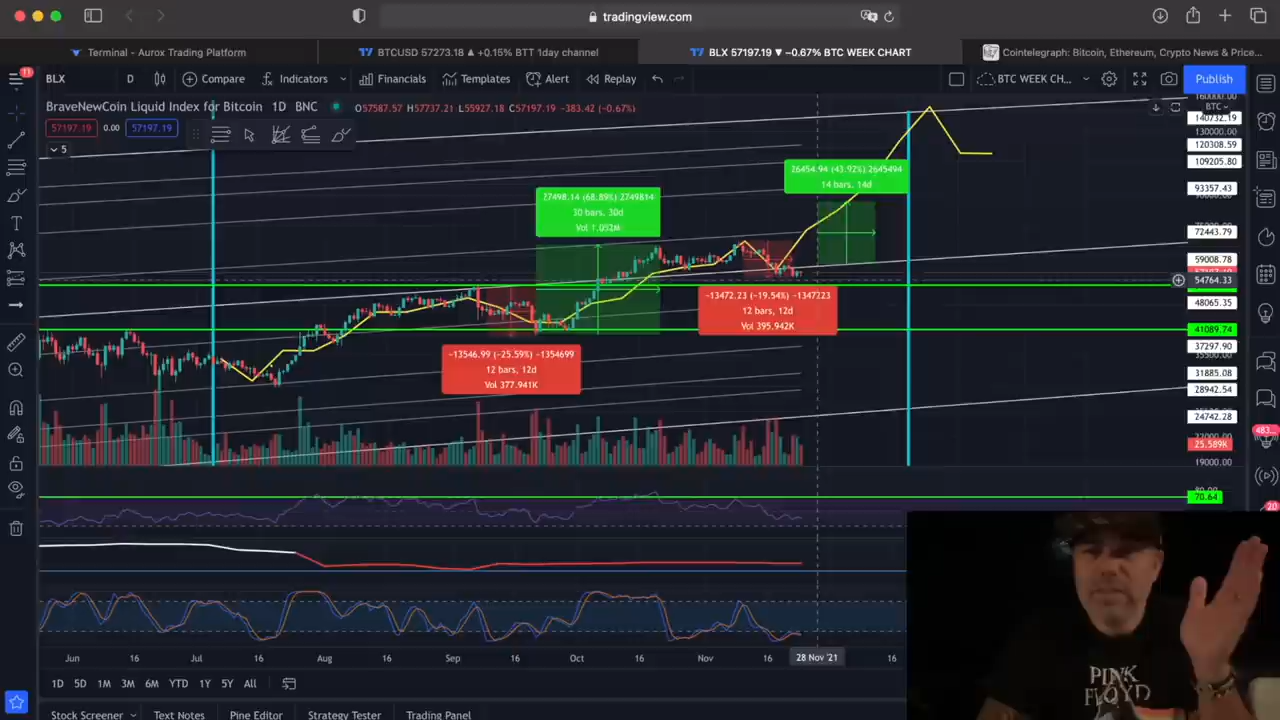 tradingview.com
Terminal - Aurox Trading Platform
BTCUSD 57273.18 ▲ +0.15% BTT 1day channel
BLX 57197.19 ▼ −0.67% BTC WEEK CHART
Cointelegraph: Bitcoin, Ethereum, Crypto News & Price...
11
BLX
D
Compare
Indicators
Financials
Templates
Alert
Replay
BTC WEEK CH...
Publish
BraveNewCoin Liquid Index for Bitcoin 1D BNC
O57587.57 H57737.21 L55927.18 C57197.19 −383.42 (−0.67%)
BTC
57197.19
0.00
57197.19
5
160000.00
140732.19
130000.00
120308.59
109205.80
93357.43
72443.79
59008.78
54764.33
48065.35
41089.74
37297.90
35500.00
31885.08
28942.54
24742.28
25.589K
19000.00
70.64
26454.94 (43.92%) 2645494
14 bars, 14d
27498.14 (68.89%) 2749814
30 bars, 30d
Vol 1.052M
-13472.23 (-19.54%) -1347223
12 bars, 12d
Vol 395.942K
-13546.99 (-25.59%) -1354699
12 bars, 12d
Vol 377.941K
483...
20
PINK
FLOYD
Jun
16
Jul
16
Aug
16
Sep
16
Oct
16
Nov
16
28 Nov '21
16
1D
5D
1M
3M
6M
YTD
1Y
5Y
All
Stock Screener
Text Notes
Pine Editor
Strategy Tester
Trading Panel